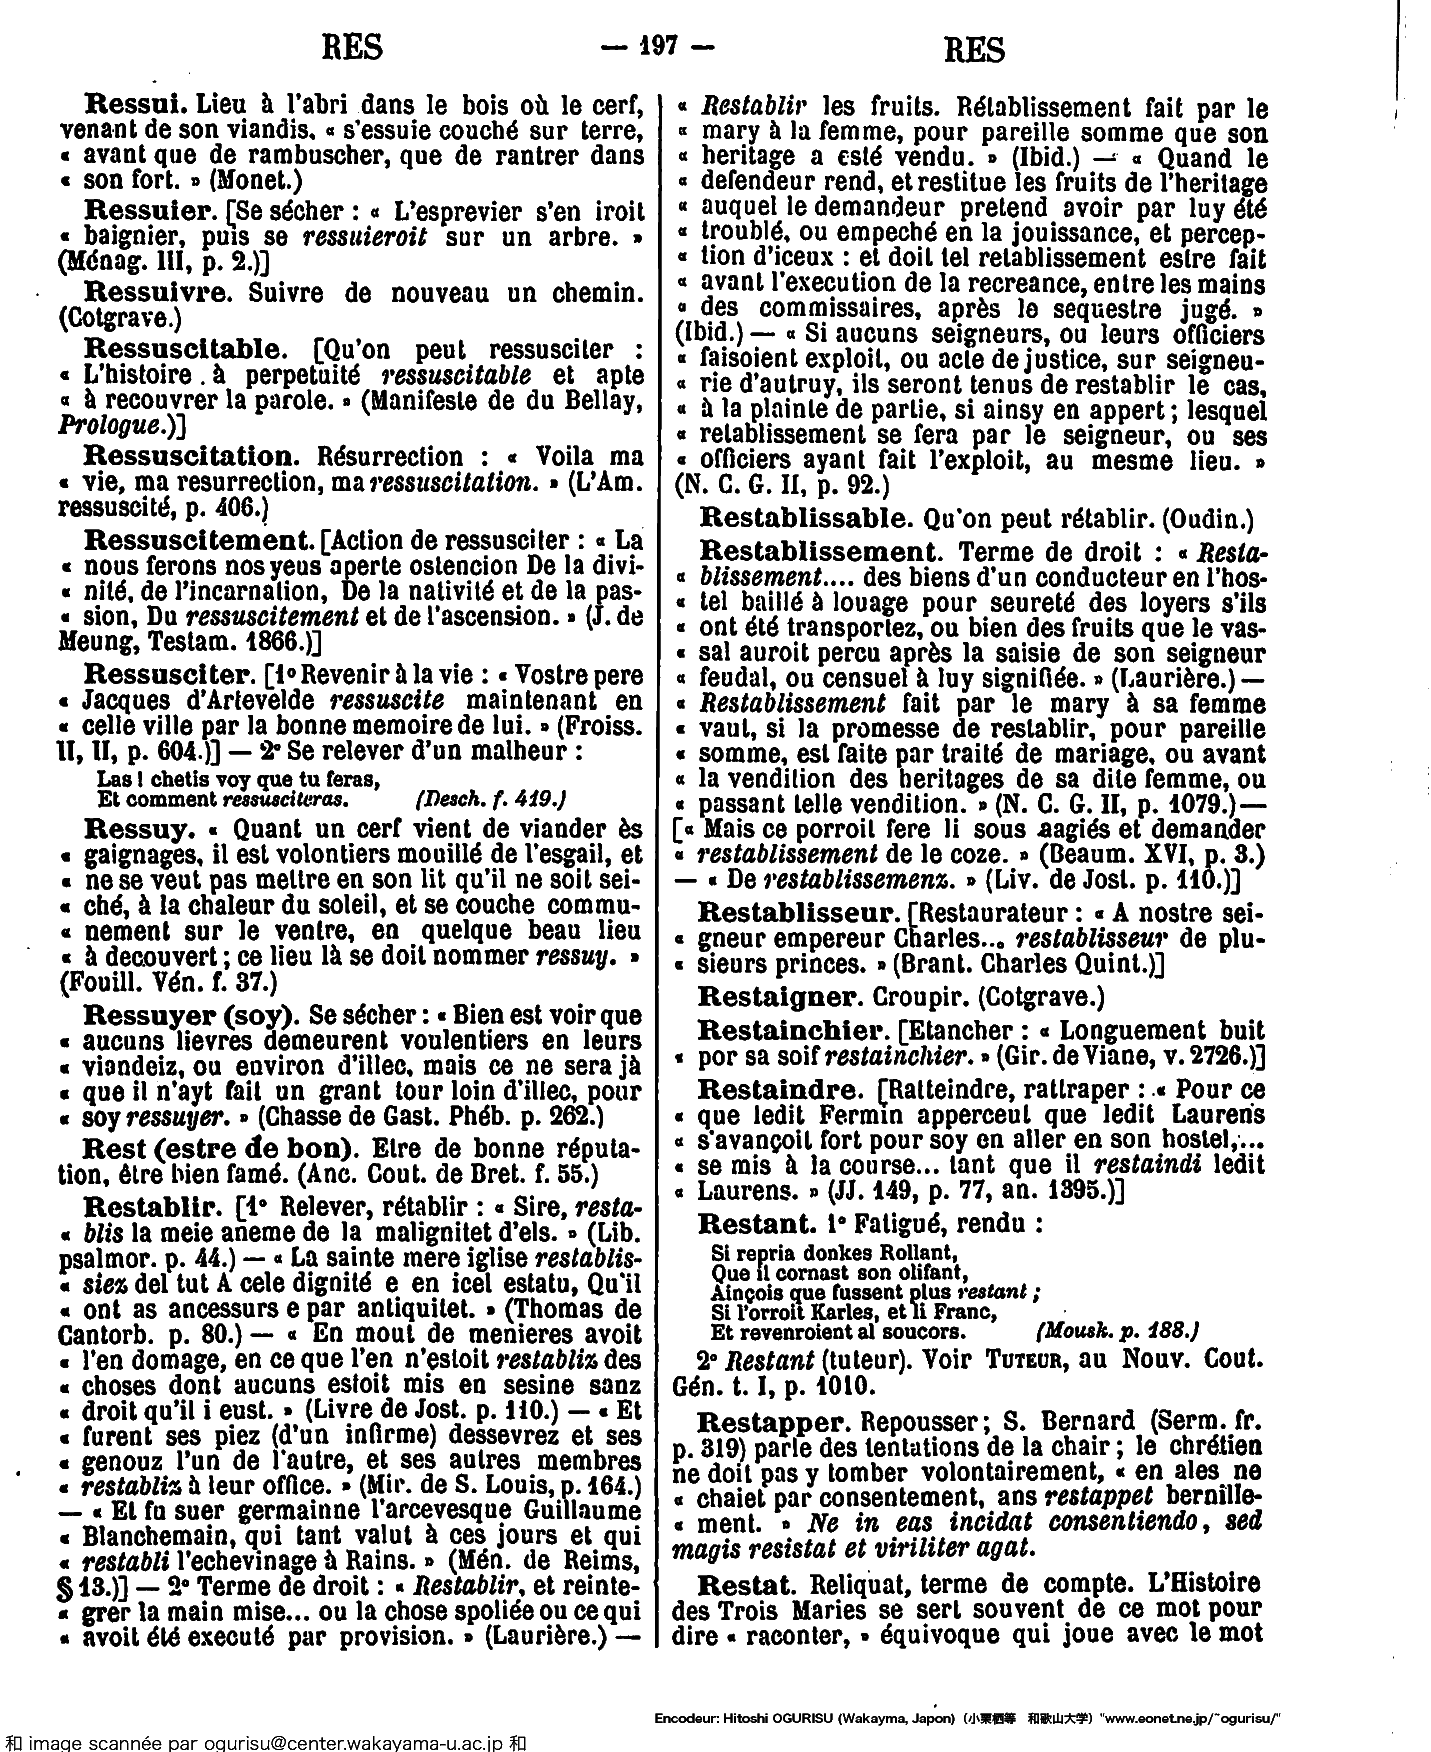 RES
— 197 —
RES
Ressui. Lieu à l'abri dans le bois où le cerf,
venant de son viandis, « s'essuie couché sur terre,
« avant que de rambuscher, que de rantrer dans
« son fort. » (Monet.)
Ressuier. [Se sécher : « L'esprevier s'en iroit
« baignier, puis se ressuieroit sur un arbre. »
(Ménag. III, p. 2.)]
Ressuivre. Suivre de nouveau un chemin.
(Cotgrave.)
Ressuscitable. [Qu'on peut ressusciter :
« L'histoire . à perpetuité ressuscitable et apte
« à recouvrer la parole. » (Manifeste de du Bellay,
Prologue.)]
Ressuscitation. Résurrection : « Voila ma
« vie, ma resurrection, ma ressuscitation. » (L'Am.
ressuscité, p. 406.)
Ressuscitement. [Action de ressusciter : « La
« nous ferons nos yeus aperte ostencion De la divi-
« nité, de l'incarnation, De la nativité et de la pas-
« sion, Du ressuscitement et de l'ascension. » (J. de
Meung, Testam. 1866.)]
Ressusciter. [1° Revenir à la vie : « Vostre pere
« Jacques d'Artevelde ressuscite maintenant en
« celle ville par la bonne memoire de lui. » (Froiss.
II, II, p. 604.)] — 2° Se relever d'un malheur :
Las ! chetis voy que tu feras,
Et comment ressusciteras. (Desch. f. 419.)
Ressuy. « Quant un cerf vient de viander ès
« gaignages, il est volontiers mouillé de l'esgail, et
« ne se veut pas mettre en son lit qu'il ne soit sei-
« ché, à la chaleur du soleil, et se couche commu-
« nement sur le ventre, en quelque beau lieu
« à decouvert ; ce lieu là se doit nommer ressuy. »
(Fouill. Vén. f. 37.)
Ressuyer (soy). Se sécher : « Bien est voir que
« aucuns lievres demeurent voulentiers en leurs
« viandeiz, ou environ d'illec, mais ce ne sera jà
« que il n'ayt fait un grant tour loin d'illec, pour
« soy ressuyer. » (Chasse de Gast. Phéb. p. 262.)
Rest (estre de bon). Etre de bonne réputa-
tion, être bien famé. (Anc. Cout. de Bret. f. 55.)
Restablir. [1° Relever, rétablir : « Sire, resta-
« blis la meie aneme de la malignitet d'els. » (Lib.
psalmor. p. 44.) — « La sainte mere iglise restablis-
« siez del tut A cele dignité e en icel estatu, Qu'il
« ont as ancessurs e par antiquitet. » (Thomas de
Cantorb. p. 80.) — « En mout de menieres avoit
« l'en domage, en ce que l'en n'estoit restabliz des
« choses dont aucuns estoit mis en sesine sanz
« droit qu'il i eust. » (Livre de Jost. p. 110.) — « Et
« furent ses piez (d'un infirme) dessevrez et ses
« genouz l'un de l'autre, et ses autres membres
« restabliz à leur office. » (Mir. de S. Louis, p. 164.)
— « Et fu suer germainne l'arcevesque Guillaume
« Blanchemain, qui tant valut à ces jours et qui
« restabli l'echevinage à Rains. » (Mén. de Reims,
§ 13.)] — 2° Terme de droit : « Restablir, et reinte-
« grer la main mise... ou la chose spoliée ou ce qui
« avoit été executé par provision. » (Laurière.) —
« Restablir les fruits. Rétablissement fait par le
« mary à la femme, pour pareille somme que son
« heritage a esté vendu. » (Ibid.) — « Quand le
« defendeur rend, et restitue les fruits de l'heritage
« auquel le demandeur pretend avoir par luy été
« troublé, ou empeché en la jouissance, et percep-
« tion d'iceux : et doit tel retablissement estre fait
« avant l'execution de la recreance, entre les mains
« des commissaires, après le sequestre jugé. »
(Ibid.) — « Si aucuns seigneurs, ou leurs officiers
« faisoient exploit, ou acte de justice, sur seigneu-
« rie d'autruy, ils seront tenus de restablir le cas,
« à la plainte de partie, si ainsy en appert ; lesquel
« retablissement se fera par le seigneur, ou ses
« officiers ayant fait l'exploit, au mesme lieu. »
(N. C. G. II, p. 92.)
Restablissable. Qu'on peut rétablir. (Oudin.)
Restablissement. Terme de droit : « Resta-
« blissement.... des biens d'un conducteur en l'hos-
« tel baillé à louage pour seureté des loyers s'ils
« ont été transportez, ou bien des fruits que le vas-
« sal auroit percu après la saisie de son seigneur
« feudal, ou censuel à luy signifiée. » (Laurière.) —
« Restablissement fait par le mary à sa femme
« vaut, si la promesse de restablir, pour pareille
« somme, est faite par traité de mariage, ou avant
« la vendition des heritages de sa dite femme, ou
« passant telle vendition. » (N. C. G. II, p. 1079.) —
[« Mais ce porroit fere li sous aagiés et demander
« restablissement de le coze. » (Beaum. XVI, p. 3.)
— « De restablissemenz. » (Liv. de Jost. p. 110.)]
Restablisseur. [Restaurateur : « A nostre sei-
« gneur empereur Charles... restablisseur de plu-
« sieurs princes. » (Brant. Charles Quint.)]
Restaigner. Croupir. (Cotgrave.)
Restainchier. [Etancher : « Longuement buit
« por sa soif restainchier. » (Gir. de Viane, v. 2726.)]
Restaindre. [Ratteindre, rattraper : « Pour ce
« que ledit Fermin apperceut que ledit Laurens
« s'avançoit fort pour soy en aller en son hostel,...
« se mis à la course... tant que il restaindi ledit
« Laurens. » (JJ. 149, p. 77, an. 1395.)]
Restant. 1° Fatigué, rendu :
Si repria donkes Rollant,
Que il cornast son olifant,
Ainçois que fussent plus restant ;
Si l'orroit Karles, et li Franc,
Et revenroient al soucors. (Mousk. p. 188.)
2° Restant (tuteur). Voir TUTEUR, au Nouv. Cout.
Gén. t. I, p. 1010.
Restapper. Repousser ; S. Bernard (Serm. fr.
p. 319) parle des tentations de la chair ; le chrétien
ne doit pas y tomber volontairement, « en ales ne
« chaiet par consentement, ans restappet bernille-
« ment. » Ne in eas incidat consentiendo, sed
magis resistat et viriliter agat.
Restat. Reliquat, terme de compte. L'Histoire
des Trois Maries se sert souvent de ce mot pour
dire « raconter, » équivoque qui joue avec le mot
Encodeur: Hitoshi OGURISU (Wakayma, Japon) (小栗栖等 和歌山大学) "www.eonet.ne.jp/~ogurisu/"
和 image scannée par ogurisu@center.wakayama-u.ac.jp 和